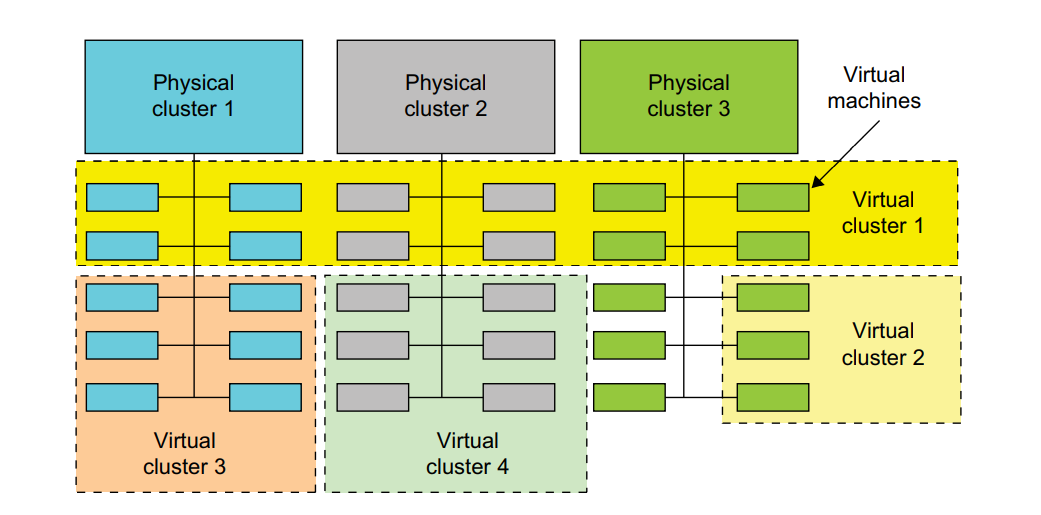 Physical
cluster 1
Physical
cluster 2
Physical
cluster 3
Virtual
machines
Virtual
cluster 1
Virtual
cluster 2
Virtual
cluster 3
Virtual
cluster 4